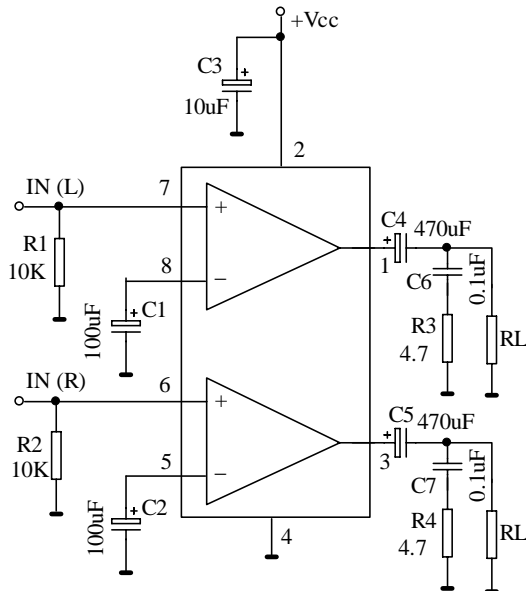 +Vcc
C3
10uF
2
IN (L)
7
R1
10K
8
C1
100uF
+
−
C4
470uF
1
C6
0.1uF
R3
4.7
RL
IN (R)
6
R2
10K
5
C2
100uF
+
−
C5
470uF
3
C7
0.1uF
R4
4.7
RL
4